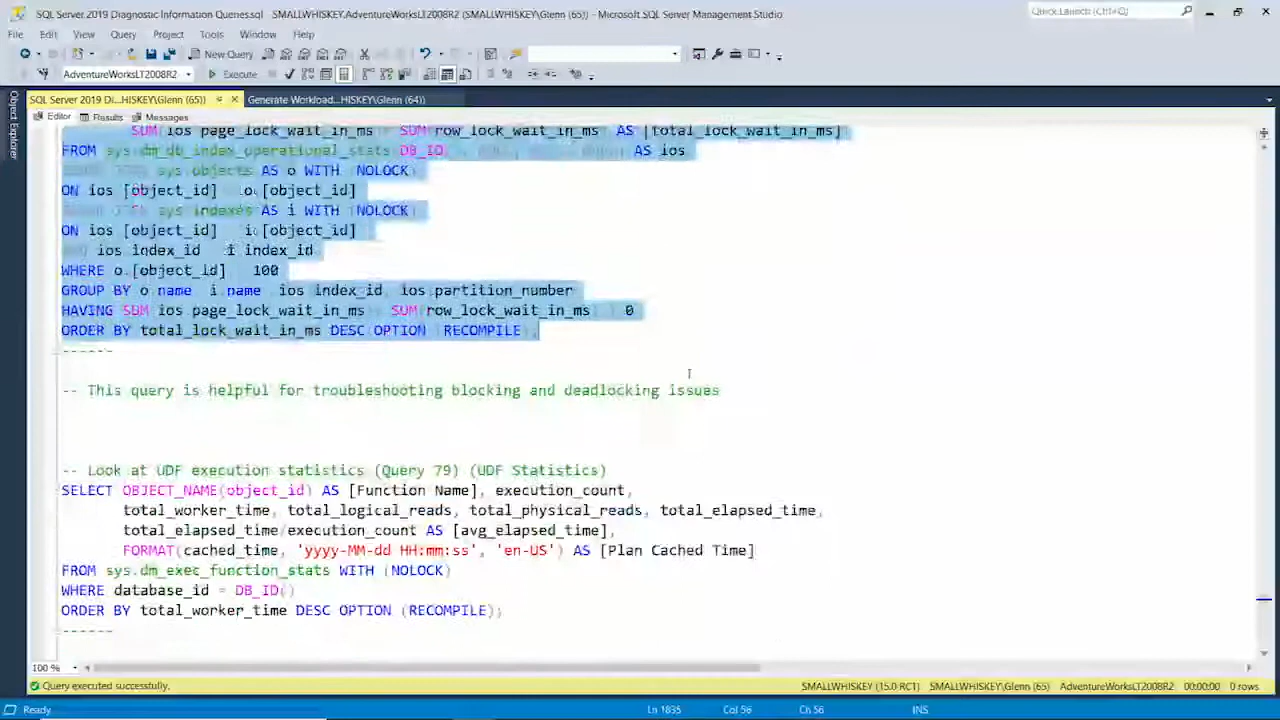 SQL Server 2019 Diagnostic Information Queries.sql - SMALLWHISKEY.AdventureWorksLT2008R2 (SMALLWHISKEY\Glenn (65)) - Microsoft SQL Server Management Studio
Quick Launch (Ctrl+Q)
File Edit View Query Project Tools Window Help
New Query
AdventureWorksLT2008R2 Execute
SQL Server 2019 Di...HISKEY\Glenn (65)) Generate Workload...HISKEY\Glenn (64))
Object Explorer
Editor Results Messages
SUM(ios page_lock_wait_in_ms) SUM(row_lock_wait_in_ms) AS [total_lock_wait_in_ms]
FROM sys.dm_db_index_operational_stats(DB_ID() AS ios
sys.objects AS o WITH (NOLOCK)
ON ios [object_id] o [object_id]
sys.indexes AS i WITH (NOLOCK)
ON ios [object_id] i [object_id]
ios index_id i index_id
WHERE o.[object_id] 100
GROUP BY o.name i.name ios index_id ios partition_number
HAVING SUM ios page_lock_wait_in_ms) SUM(row_lock_wait_in_ms) 0
ORDER BY total_lock_wait_in_ms DESC OPTION (RECOMPILE);
------
-- This query is helpful for troubleshooting blocking and deadlocking issues
-- Look at UDF execution statistics (Query 79) (UDF Statistics)
SELECT OBJECT_NAME(object_id) AS [Function Name], execution_count,
total_worker_time, total_logical_reads, total_physical_reads, total_elapsed_time,
total_elapsed_time/execution_count AS [avg_elapsed_time],
FORMAT(cached_time, 'yyyy-MM-dd HH:mm:ss', 'en-US') AS [Plan Cached Time]
FROM sys.dm_exec_function_stats WITH (NOLOCK)
WHERE database_id = DB_ID()
ORDER BY total_worker_time DESC OPTION (RECOMPILE);
------
100 %
Query executed successfully. SMALLWHISKEY (15.0 RC1) SMALLWHISKEY\Glenn (65) AdventureWorksLT2008R2 00:00:00 0 rows
Ready Ln 1835 Col 56 Ch 56 INS